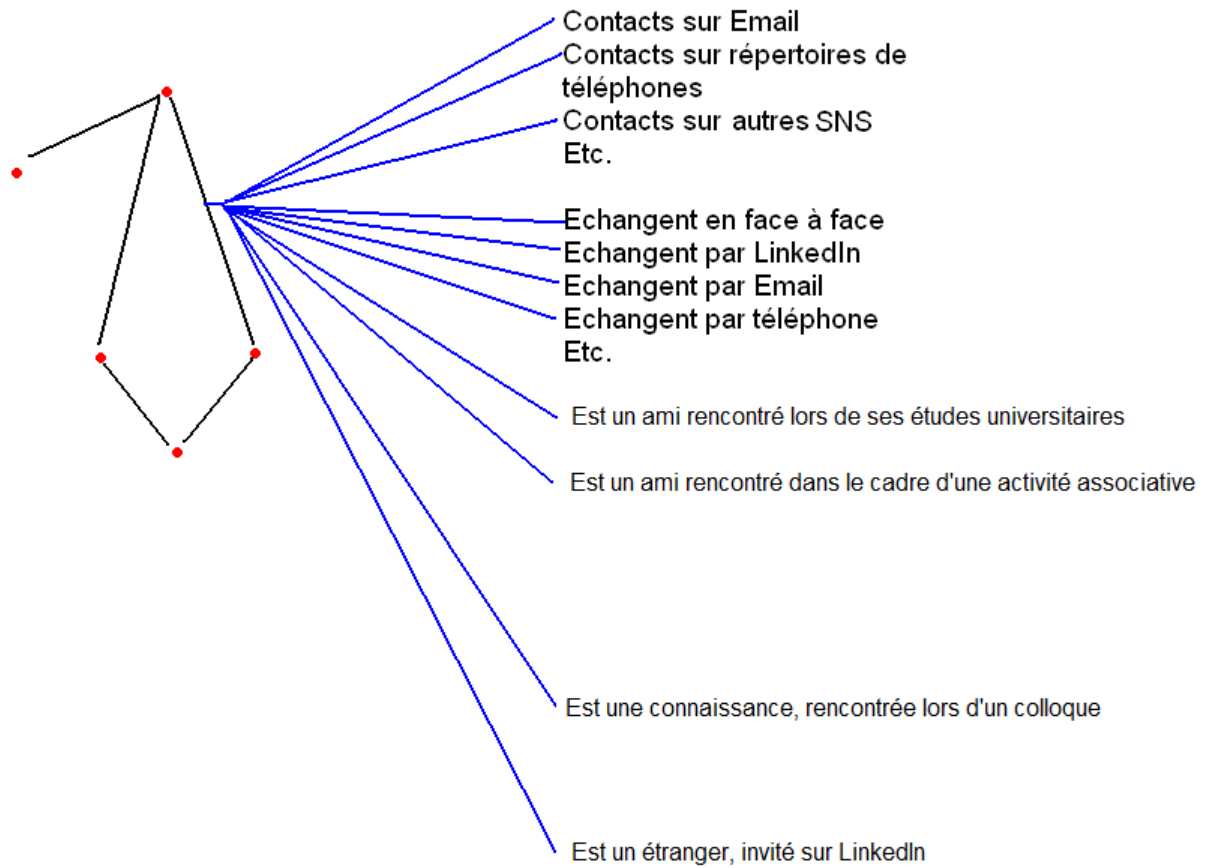 Contacts sur Email
Contacts sur répertoires de
téléphones
Contacts sur autres SNS
Etc.
Echangent en face à face
Echangent par LinkedIn
Echangent par Email
Echangent par téléphone
Etc.
Est un ami rencontré lors de ses études universitaires
Est un ami rencontré dans le cadre d'une activité associative
Est une connaissance, rencontrée lors d'un colloque
Est un étranger, invité sur LinkedIn